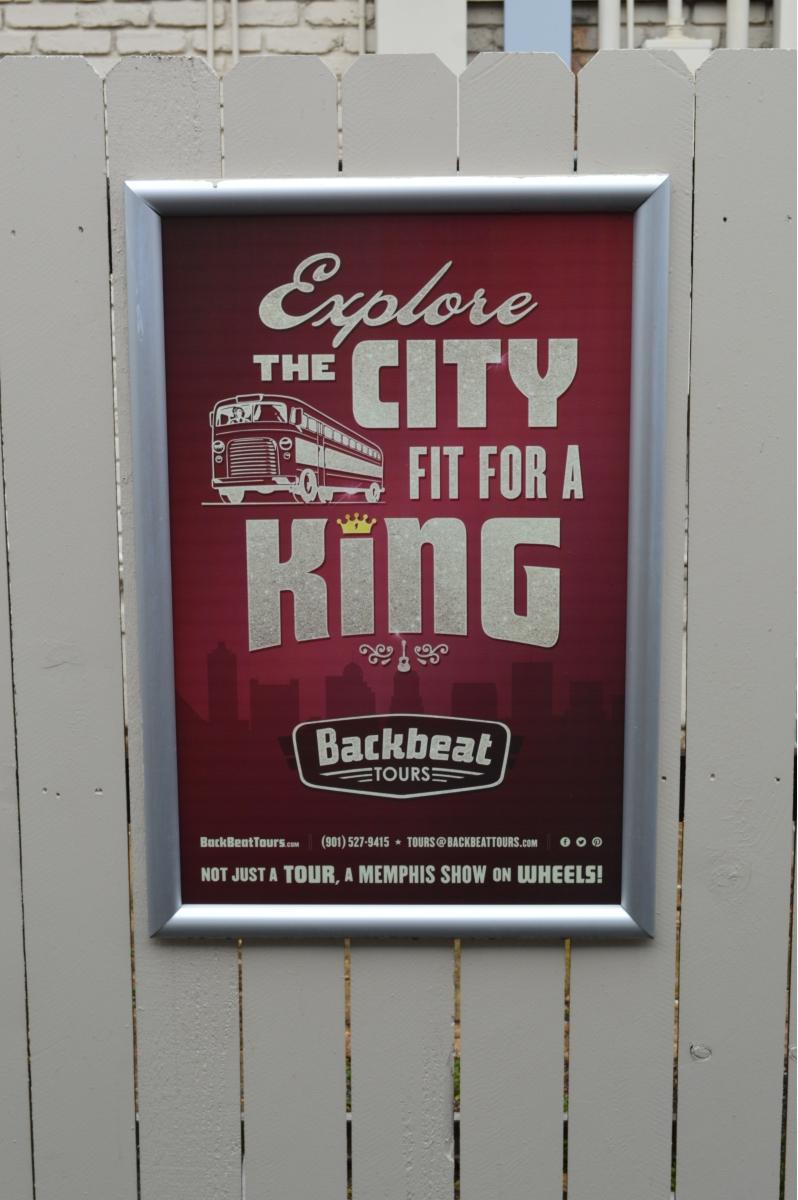 Explore
THE CITY
FIT FOR A
KiNG
Backbeat
TOURS
BackBeatTours.com | (901) 527-9415 ★ TOURS@BACKBEATTOURS.COM
NOT JUST A TOUR, A MEMPHIS SHOW ON WHEELS!